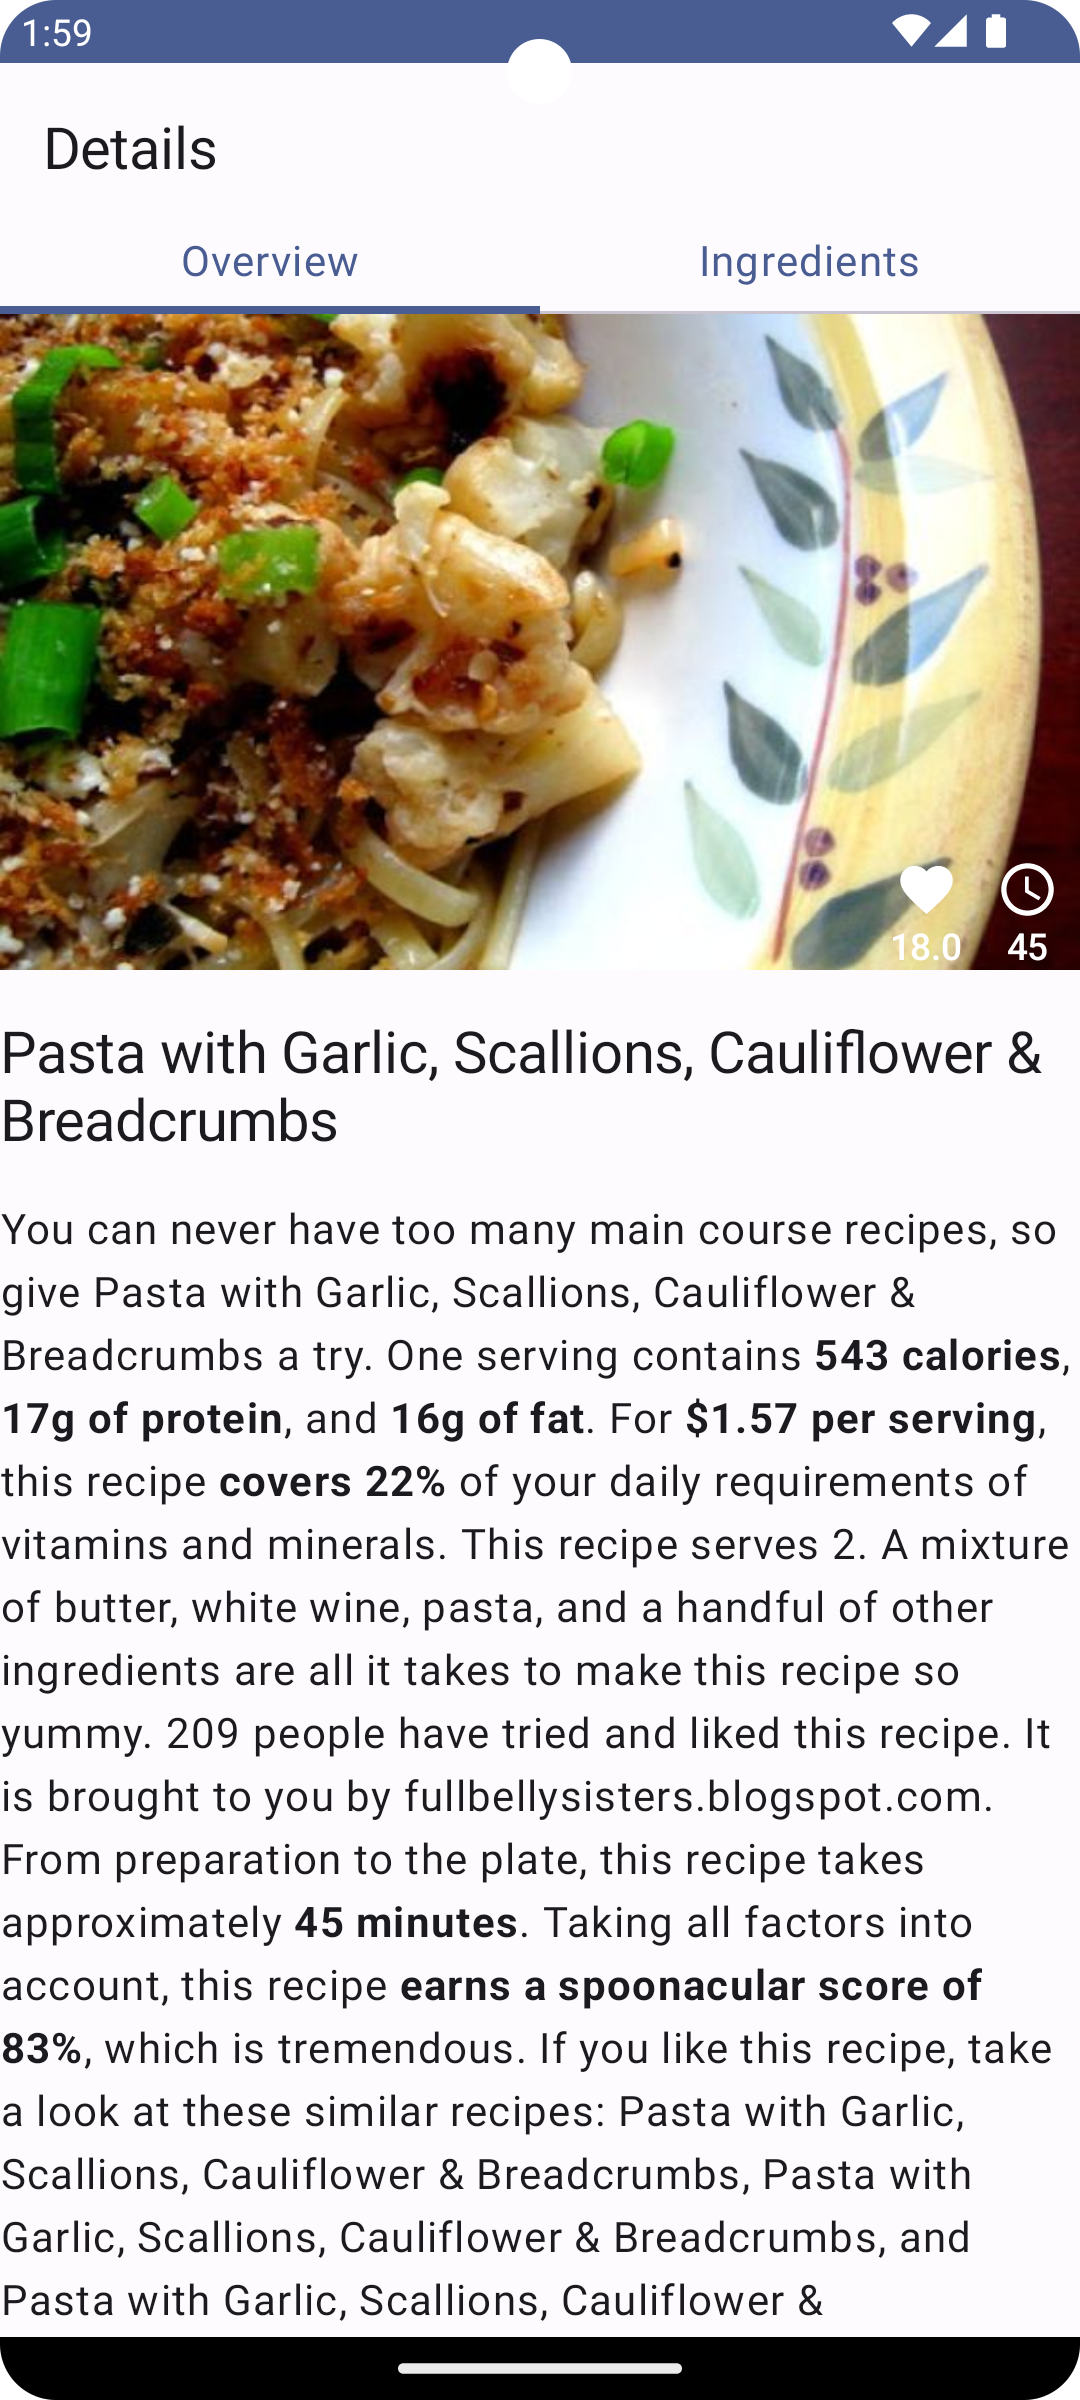 1:59
Details
Overview
Ingredients
18.0
45
Pasta with Garlic, Scallions, Cauliflower &
Breadcrumbs
You can never have too many main course recipes, so
give Pasta with Garlic, Scallions, Cauliflower &
Breadcrumbs a try. One serving contains 543 calories,
17g of protein, and 16g of fat. For $1.57 per serving,
this recipe covers 22% of your daily requirements of
vitamins and minerals. This recipe serves 2. A mixture
of butter, white wine, pasta, and a handful of other
ingredients are all it takes to make this recipe so
yummy. 209 people have tried and liked this recipe. It
is brought to you by fullbellysisters.blogspot.com.
From preparation to the plate, this recipe takes
approximately 45 minutes. Taking all factors into
account, this recipe earns a spoonacular score of
83%, which is tremendous. If you like this recipe, take
a look at these similar recipes: Pasta with Garlic,
Scallions, Cauliflower & Breadcrumbs, Pasta with
Garlic, Scallions, Cauliflower & Breadcrumbs, and
Pasta with Garlic, Scallions, Cauliflower &